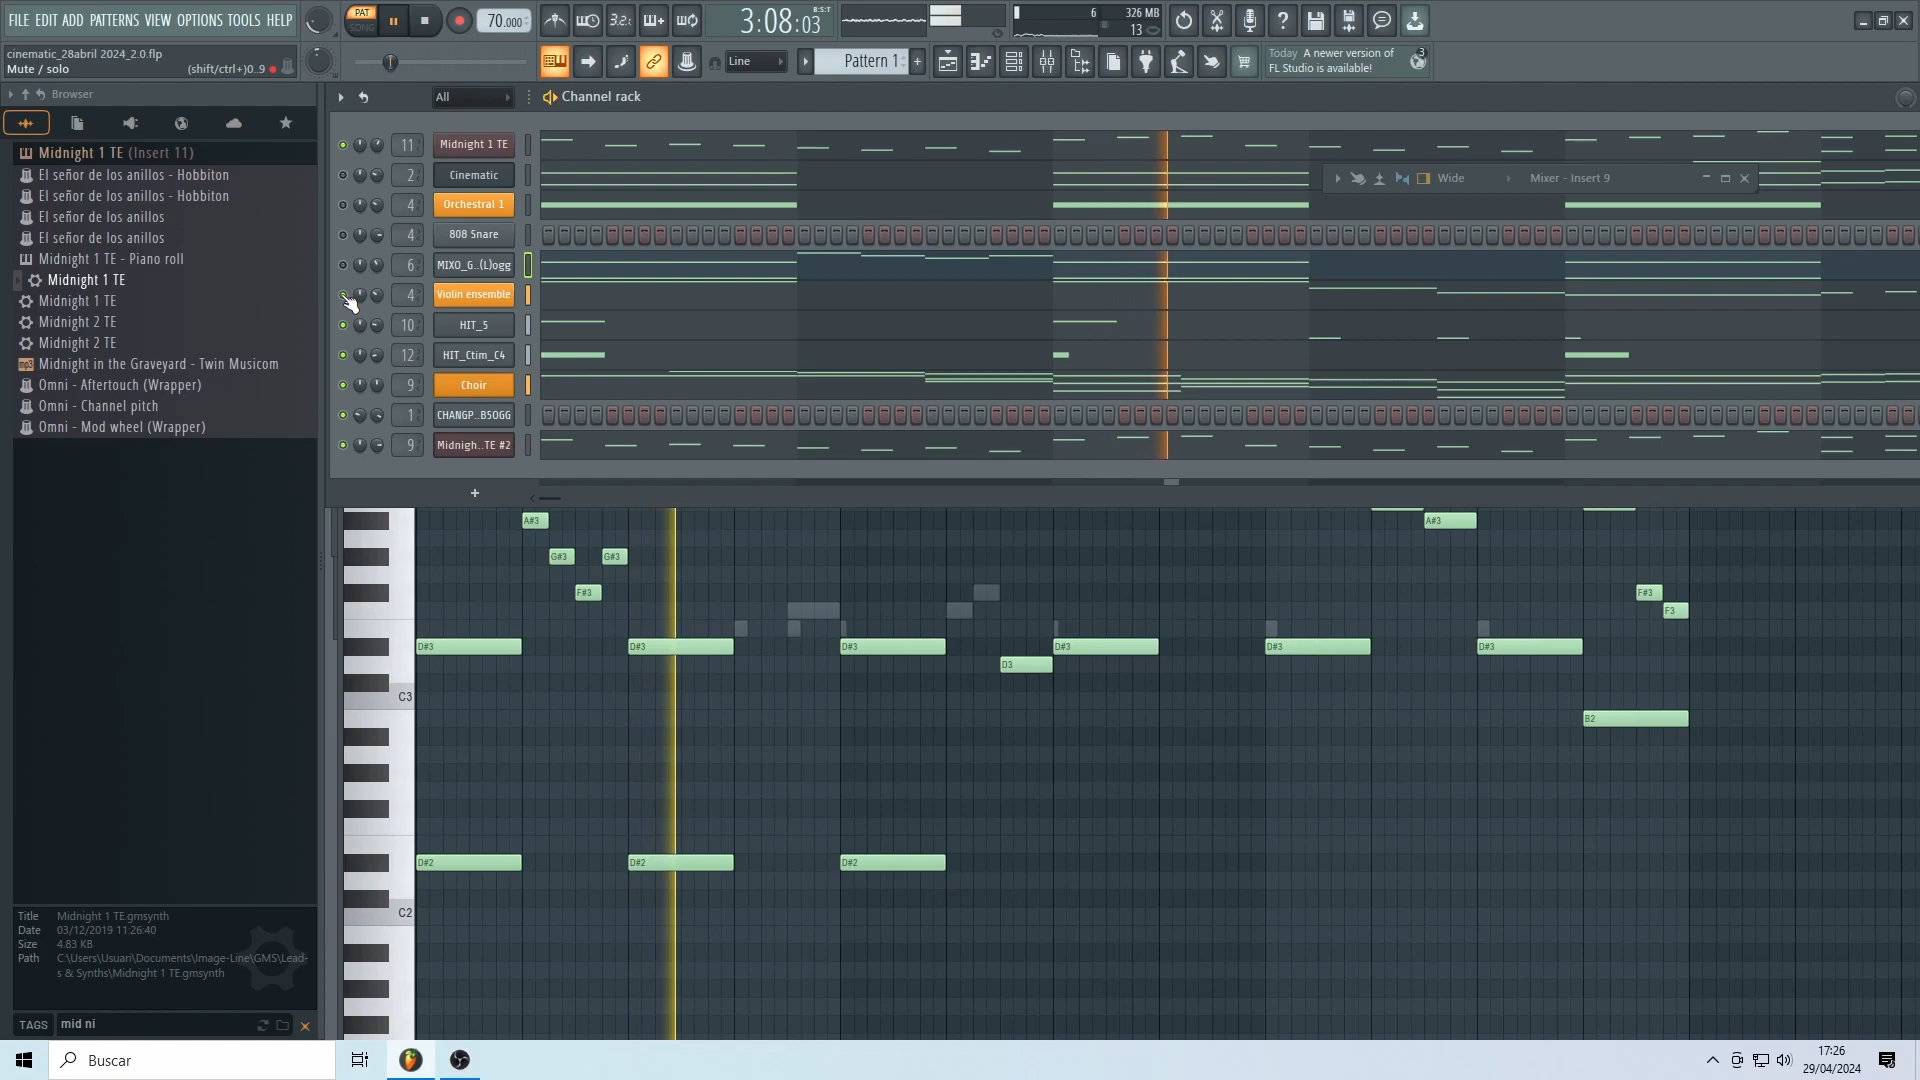 FILE EDIT ADD PATTERNS VIEW OPTIONS TOOLS HELP
PAT
SONG
70.000
3.2.
3:08:03
B:S:T
6
326 MB
13
cinematic_28abril 2024_2.0.flp
Mute / solo
(shift/ctrl+)0..9
Line
Pattern 1
+
Today A newer version of
FL Studio is available!
3
Browser
All
Channel rack
Midnight 1 TE (Insert 11)
El señor de los anillos - Hobbiton
El señor de los anillos - Hobbiton
El señor de los anillos
El señor de los anillos
Midnight 1 TE - Piano roll
Midnight 1 TE
Midnight 1 TE
Midnight 2 TE
Midnight 2 TE
Midnight in the Graveyard - Twin Musicom
Omni - Aftertouch (Wrapper)
Omni - Channel pitch
Omni - Mod wheel (Wrapper)
11 Midnight 1 TE
2 Cinematic
4 Orchestral 1
4 808 Snare
6 MIXO_G..(L)ogg
4 Violin ensemble
10 HIT_5
12 HIT_Ctim_C4
9 Choir
1 CHANGP..B5OGG
9 Midnigh..TE #2
+
Wide
Mixer - Insert 9
A#3
A#3
G#3
G#3
F#3
F#3
F3
D#3
D#3
D#3
D#3
D#3
D#3
D3
C3
B2
D#2
D#2
D#2
C2
Title Midnight 1 TE.gmsynth
Date 03/12/2019 11:26:40
Size 4.83 KB
Path C:\Users\Usuari\Documents\Image-Line\GMS\Lead-
s & Synths\Midnight 1 TE.gmsynth
TAGS
mid ni
Buscar
17:26
29/04/2024